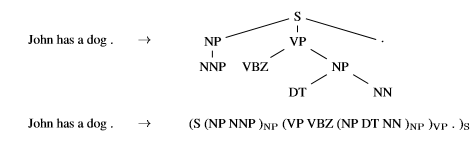 S
John has a dog . → NP VP .
NNP VBZ NP
DT NN
John has a dog . → (S (NP NNP )NP (VP VBZ (NP DT NN )NP )VP . )S